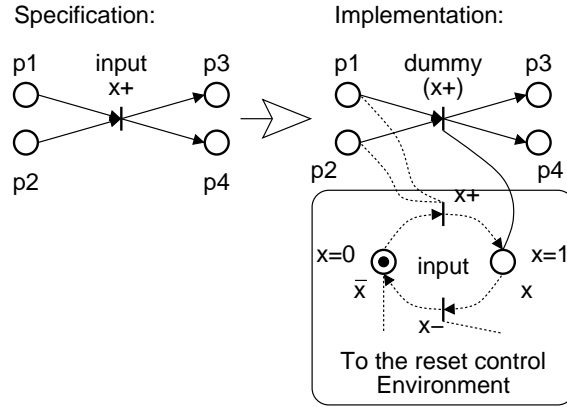 Specification:
Implementation:
p1
input
x+
p3
p2
p4
p1
dummy
(x+)
p3
p2
p4
x+
x=0
input
x=1
x̅
x
x−
To the reset control
Environment